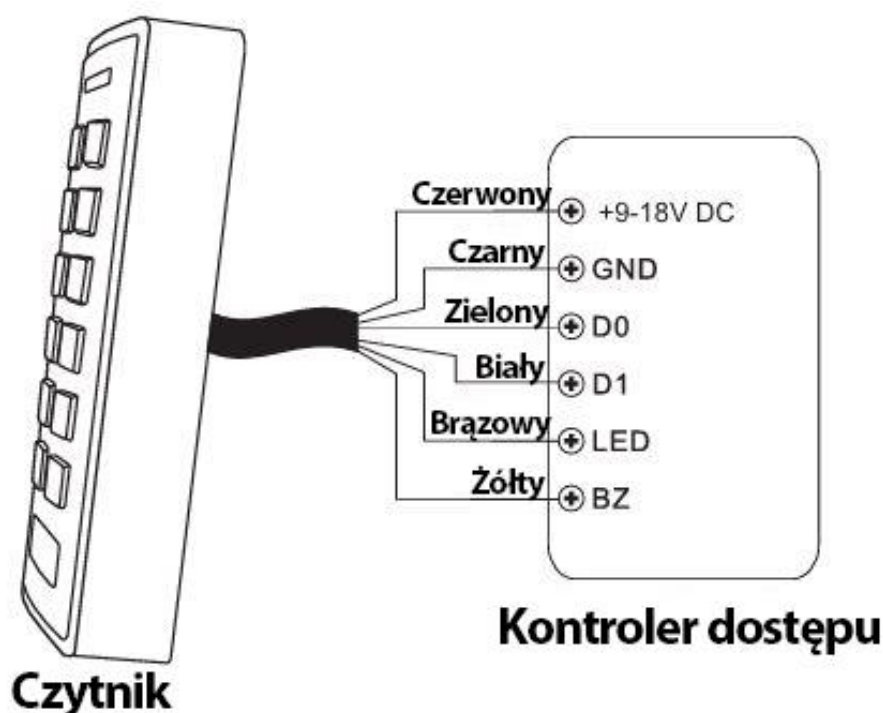 Czerwony +9-18V DC
Czarny GND
Zielony D0
Biały D1
Brązowy LED
Żółty BZ
Kontroler dostępu
Czytnik